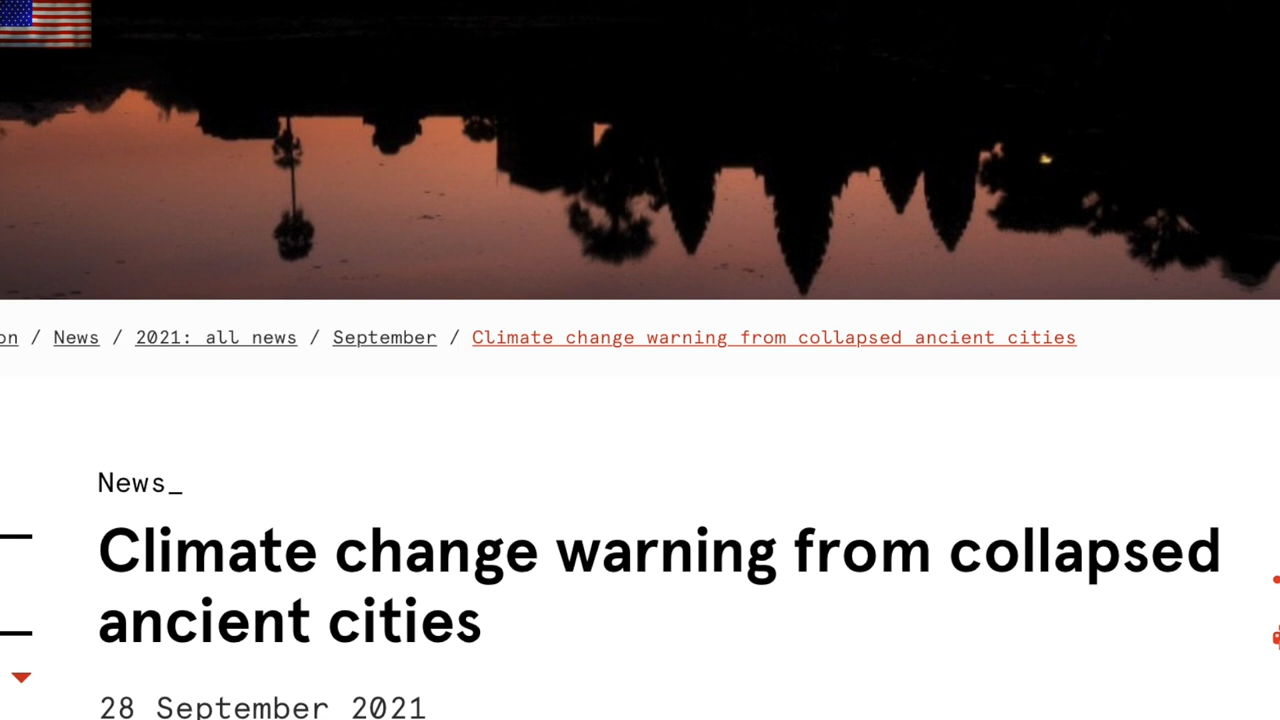 on / News / 2021: all news / September / Climate change warning from collapsed ancient cities
News_
Climate change warning from collapsed
ancient cities
28 September 2021